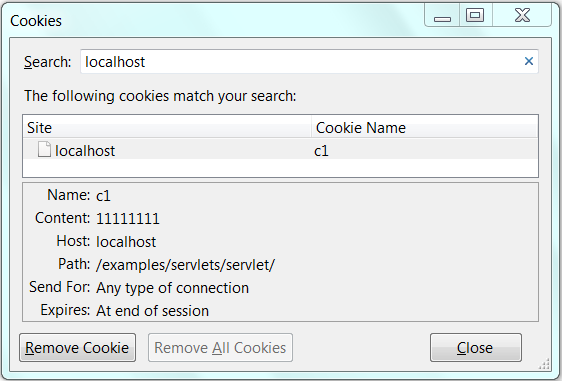 Cookies
Search: localhost
The following cookies match your search:
Site Cookie Name
localhost c1
Name: c1
Content: 11111111
Host: localhost
Path: /examples/servlets/servlet/
Send For: Any type of connection
Expires: At end of session
Remove Cookie Remove All Cookies Close